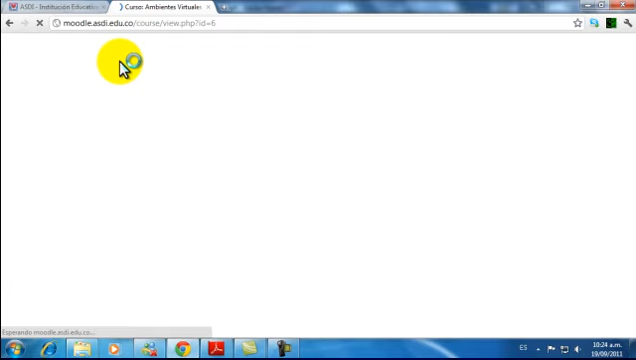 ASDI - Institución Educativa
Curso: Ambientes Virtuales
moodle.asdi.edu.co/course/view.php?id=6
Esperando moodle.asdi.edu.co...
ES
10:24 a.m.
19/09/2011